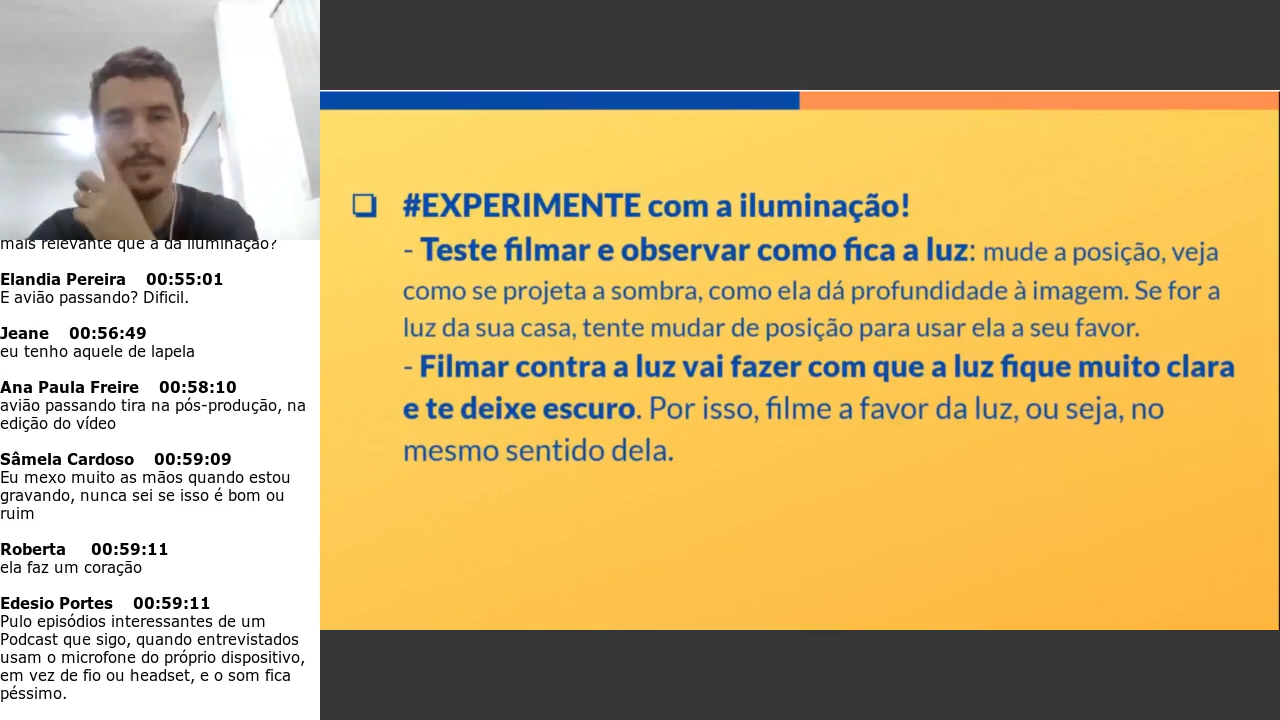 mais relevante que a da iluminação?
Elandia Pereira 00:55:01
E avião passando? Dificil.
Jeane 00:56:49
eu tenho aquele de lapela
Ana Paula Freire 00:58:10
avião passando tira na pós-produção, na
edição do vídeo
Sâmela Cardoso 00:59:09
Eu mexo muito as mãos quando estou
gravando, nunca sei se isso é bom ou
ruim
Roberta 00:59:11
ela faz um coração
Edesio Portes 00:59:11
Pulo episódios interessantes de um
Podcast que sigo, quando entrevistados
usam o microfone do próprio dispositivo,
em vez de fio ou headset, e o som fica
péssimo.
#EXPERIMENTE com a iluminação!
- Teste filmar e observar como fica a luz: mude a posição, veja
como se projeta a sombra, como ela dá profundidade à imagem. Se for a
luz da sua casa, tente mudar de posição para usar ela a seu favor.
- Filmar contra a luz vai fazer com que a luz fique muito clara
e te deixe escuro. Por isso, filme a favor da luz, ou seja, no
mesmo sentido dela.